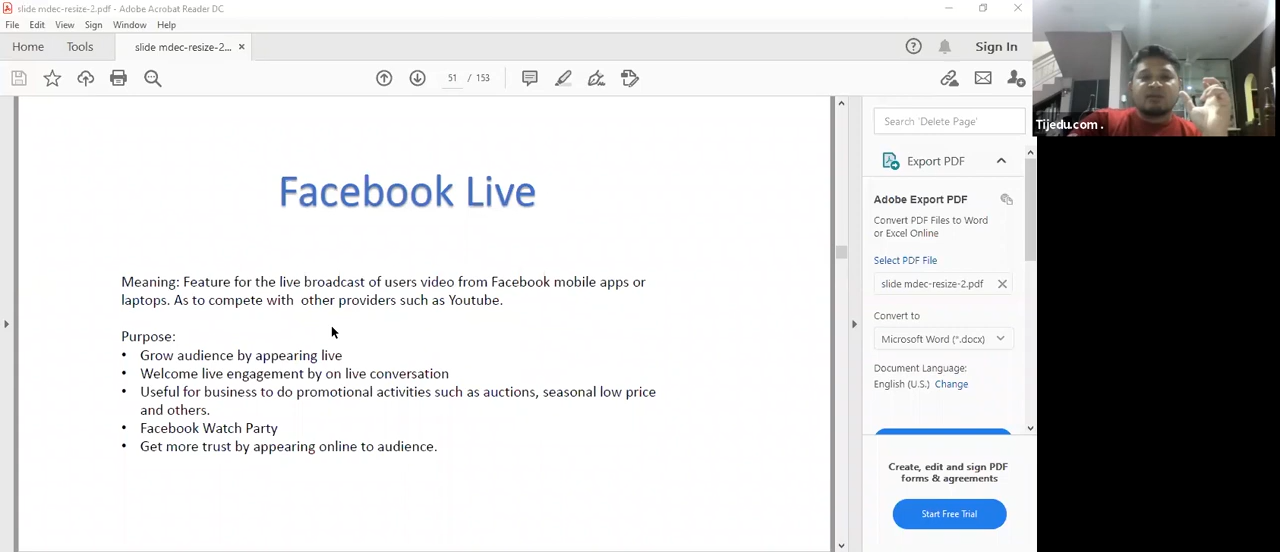 slide mdec-resize-2.pdf - Adobe Acrobat Reader DC
File Edit View Sign Window Help
Home Tools slide mdec-resize-2... × Sign In
51 / 153
Tijedu.com .
Search 'Delete Page'
Export PDF
Adobe Export PDF
Convert PDF Files to Word
or Excel Online
Select PDF File
slide mdec-resize-2.pdf
Convert to
Microsoft Word (*.docx)
Document Language:
English (U.S.) Change
Create, edit and sign PDF
forms & agreements
Start Free Trial
Facebook Live
Meaning: Feature for the live broadcast of users video from Facebook mobile apps or
laptops. As to compete with other providers such as Youtube.
Purpose:
• Grow audience by appearing live
• Welcome live engagement by on live conversation
• Useful for business to do promotional activities such as auctions, seasonal low price
and others.
• Facebook Watch Party
• Get more trust by appearing online to audience.